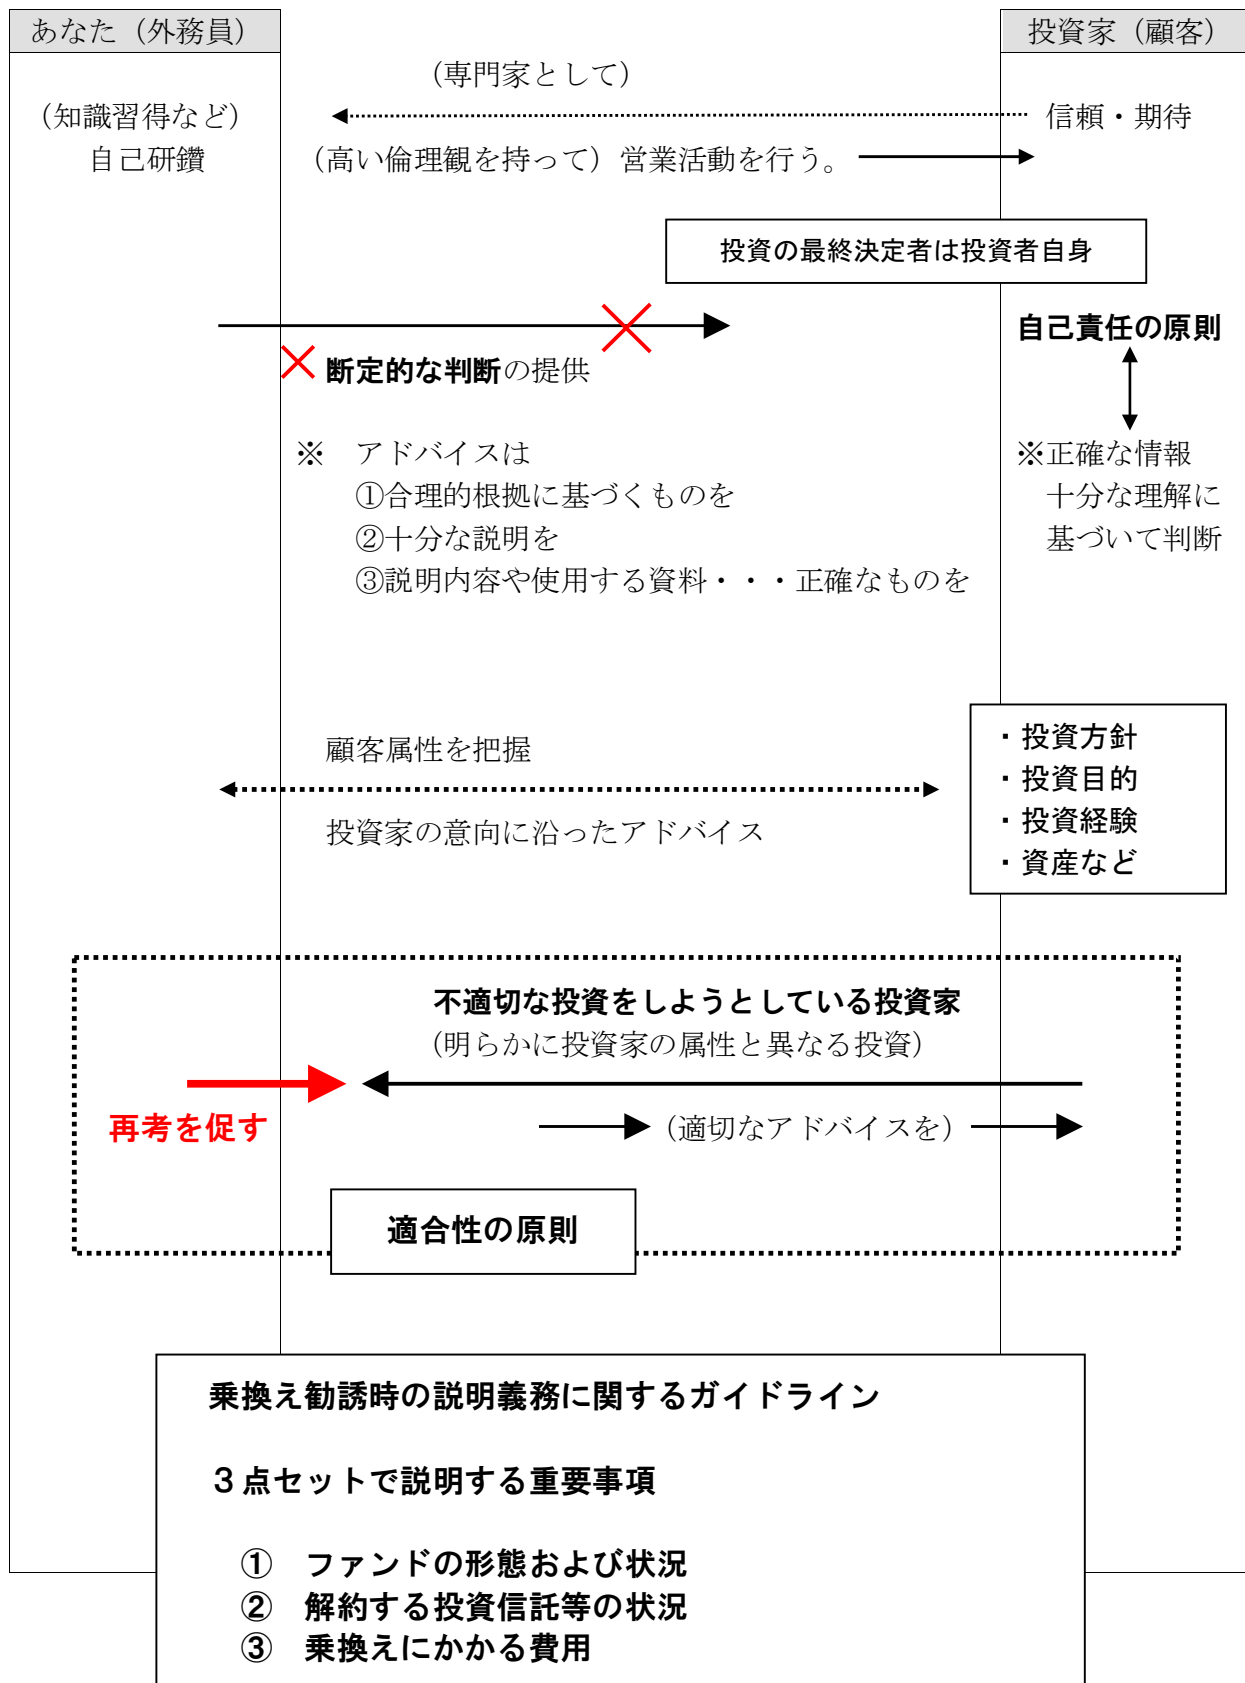 あなた（外務員）
投資家（顧客）
（専門家として）
（知識習得など）
信頼・期待
自己研鑽
（高い倫理観を持って）営業活動を行う。
投資の最終決定者は投資者自身
自己責任の原則
断定的な判断の提供
※　アドバイスは
①合理的根拠に基づくものを
②十分な説明を
③説明内容や使用する資料・・・正確なものを
※正確な情報
十分な理解に
基づいて判断
顧客属性を把握
投資家の意向に沿ったアドバイス
・投資方針
・投資目的
・投資経験
・資産など
不適切な投資をしようとしている投資家
（明らかに投資家の属性と異なる投資）
再考を促す
（適切なアドバイスを）
適合性の原則
乗換え勧誘時の説明義務に関するガイドライン
３点セットで説明する重要事項
①　ファンドの形態および状況
②　解約する投資信託等の状況
③　乗換えにかかる費用